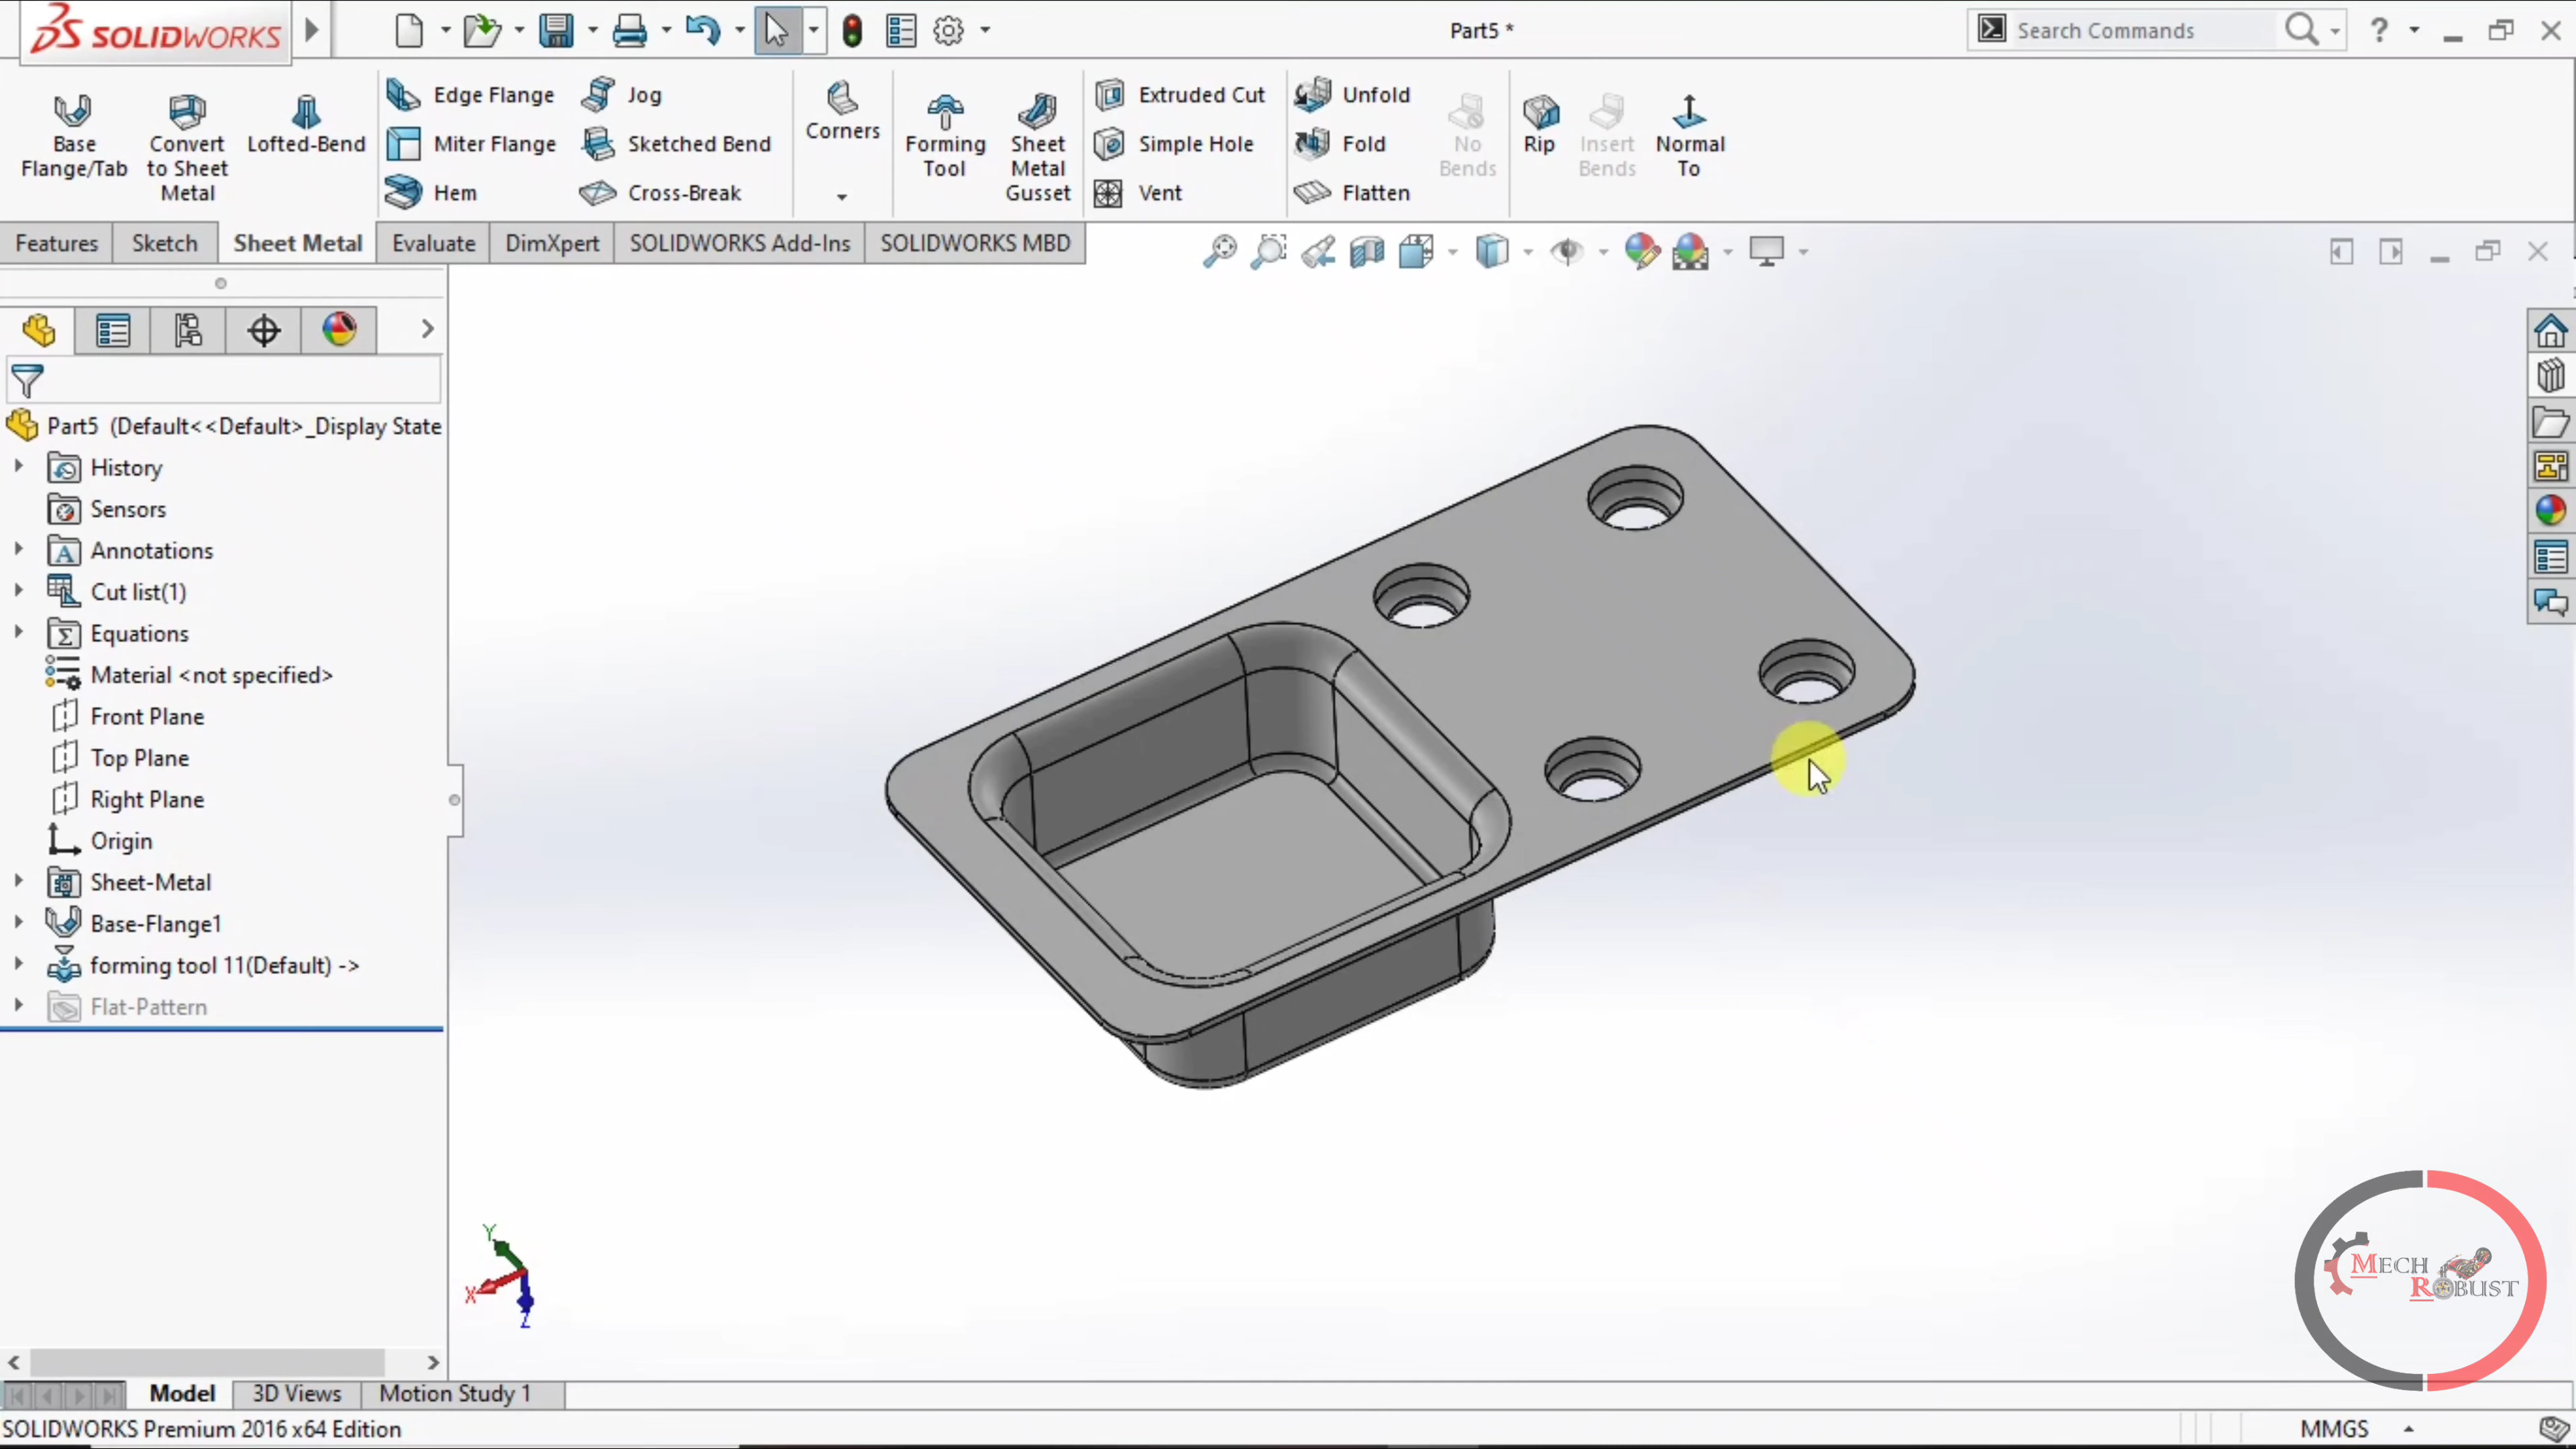 SOLIDWORKS
Part5 *
Search Commands
?
Base Flange/Tab
Convert to Sheet Metal
Lofted-Bend
Edge Flange
Miter Flange
Hem
Jog
Sketched Bend
Cross-Break
Corners
Forming Tool
Sheet Metal Gusset
Extruded Cut
Simple Hole
Vent
Unfold
Fold
Flatten
No Bends
Rip
Insert Bends
Normal To
Features
Sketch
Sheet Metal
Evaluate
DimXpert
SOLIDWORKS Add-Ins
SOLIDWORKS MBD
Part5 (Default<<Default>_Display State
History
Sensors
Annotations
Cut list(1)
Equations
Material <not specified>
Front Plane
Top Plane
Right Plane
Origin
Sheet-Metal
Base-Flange1
forming tool 11(Default) ->
Flat-Pattern
Y
X
Z
MECH
ROBUST
Model
3D Views
Motion Study 1
SOLIDWORKS Premium 2016 x64 Edition
MMGS